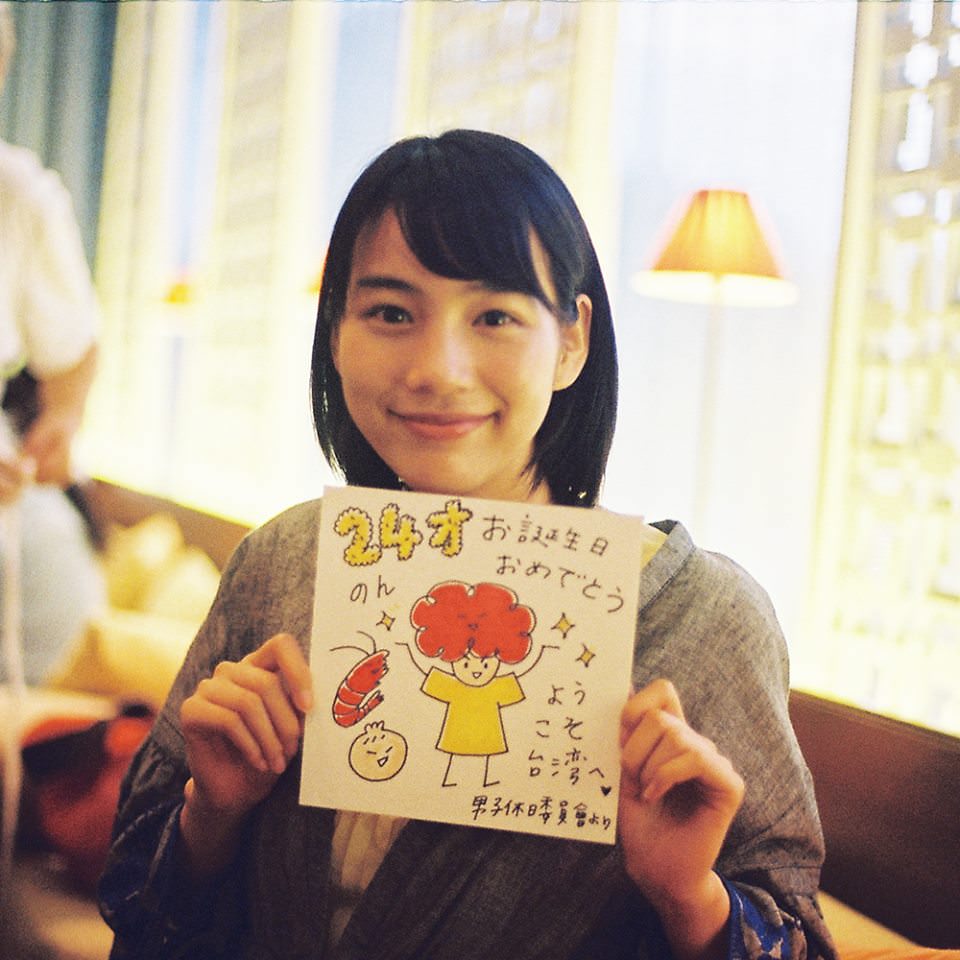 24才
お誕生日
おめでとう
のん
よう
こそ
台湾へ
男子休日委員會より